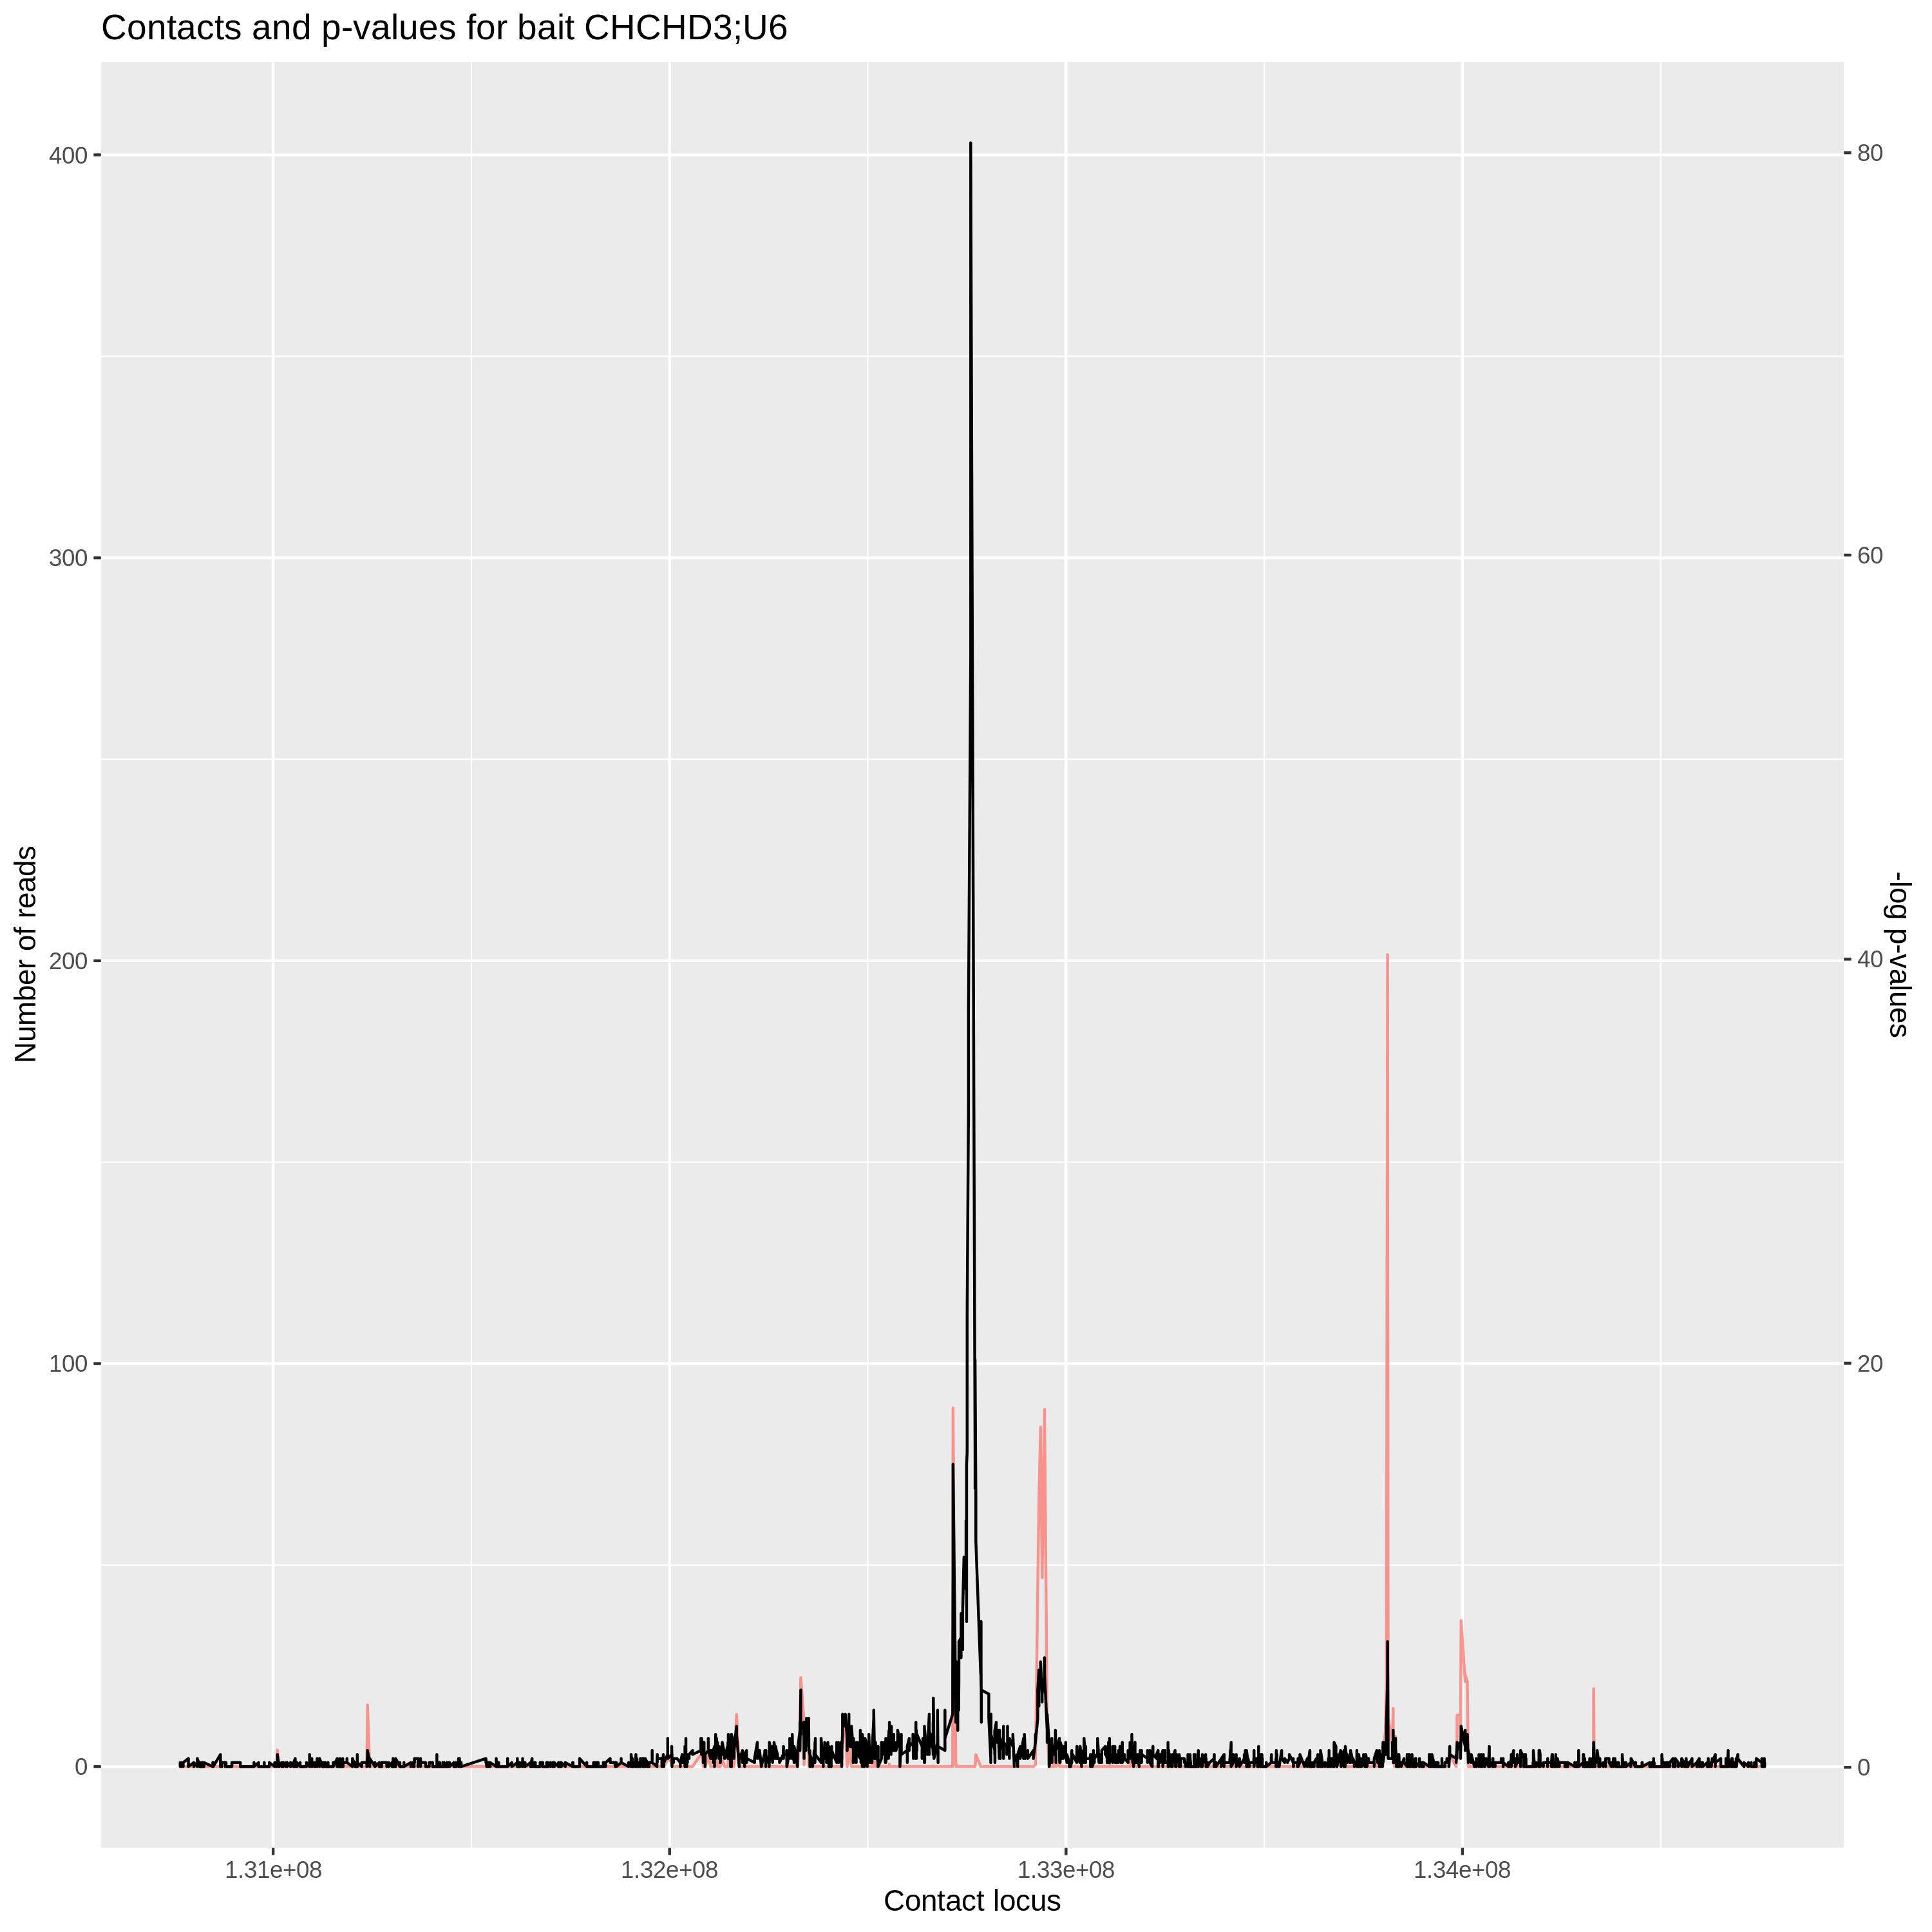 Contacts and p-values for bait CHCHD3;U6
400
300
200
100
0
Number of reads
80
60
40
20
0
-log p-values
1.31e+08
1.32e+08
1.33e+08
1.34e+08
Contact locus